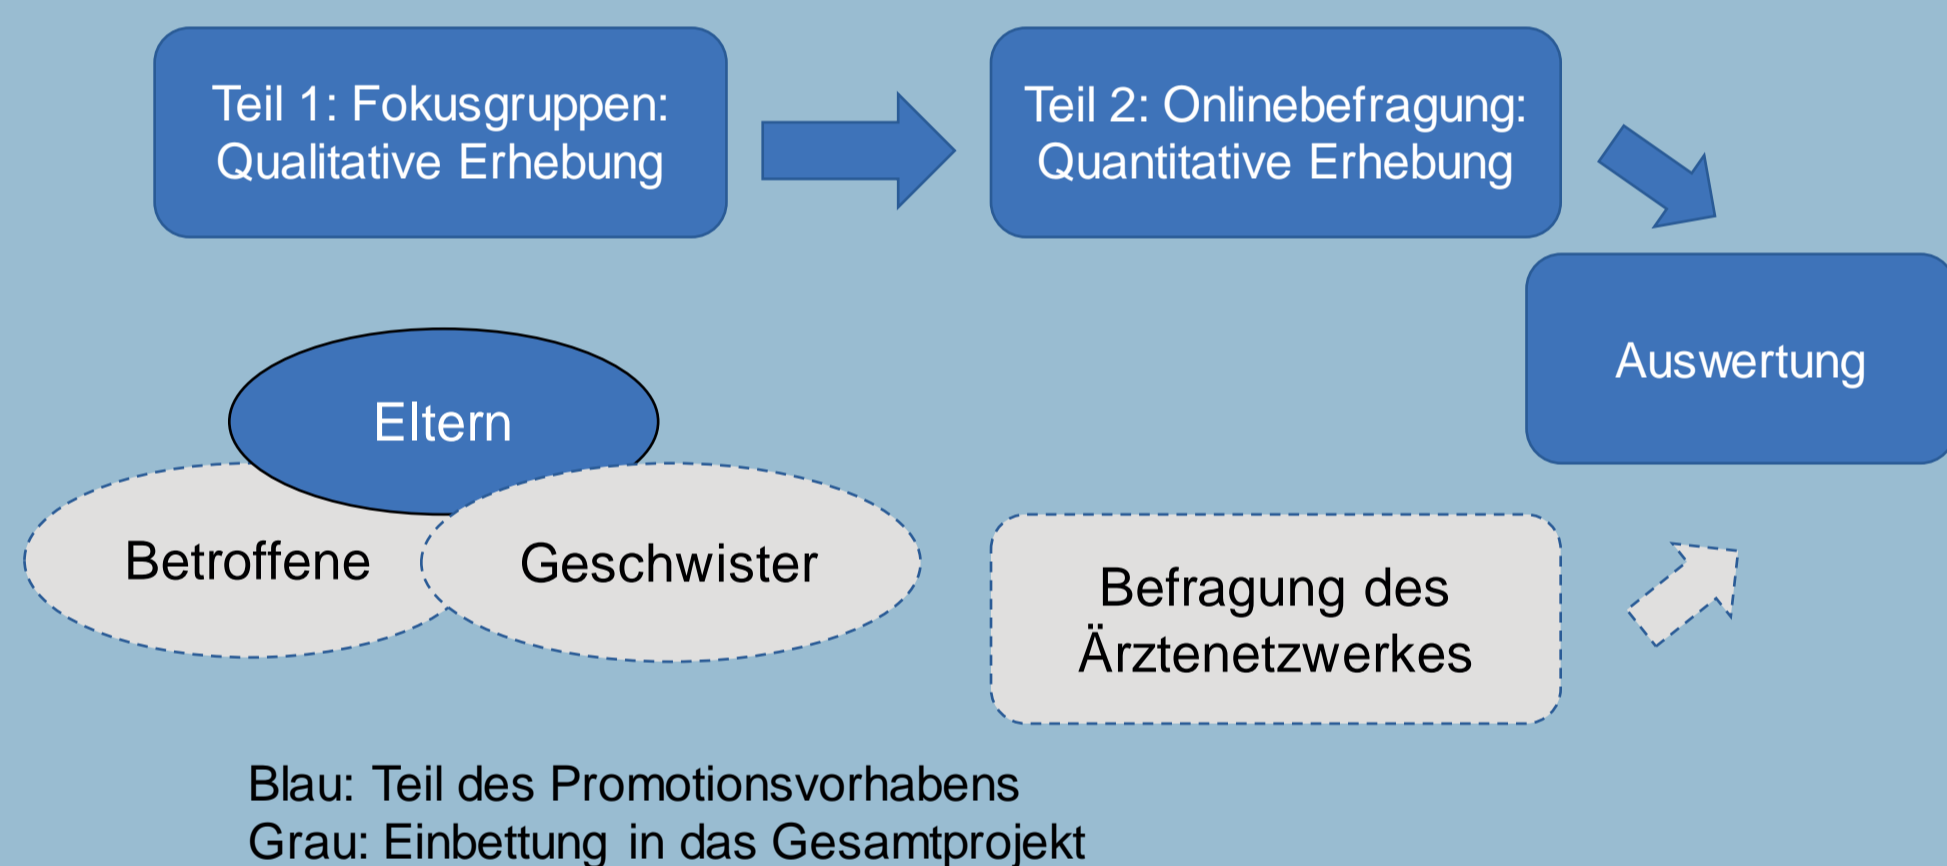 Teil 1: Fokusgruppen:
Qualitative Erhebung
Teil 2: Onlinebefragung:
Quantitative Erhebung
Auswertung
Eltern
Betroffene
Geschwister
Befragung des
Ärztenetzwerkes
Blau: Teil des Promotionsvorhabens
Grau: Einbettung in das Gesamtprojekt